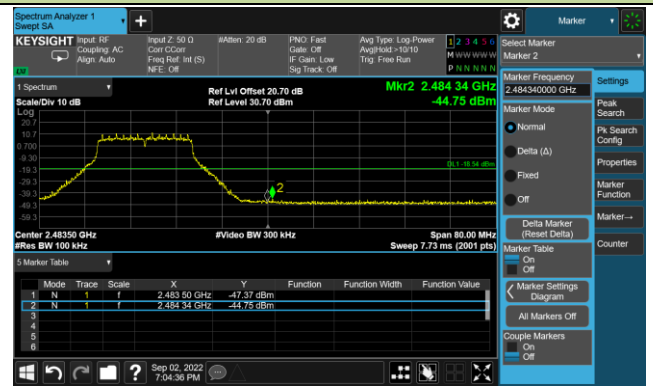 Spectrum Analyzer 1
Swept SA
Marker
KEYSIGHT
Input: RF
Coupling: AC
Align: Auto
Input Z: 50 Ω
Corr CCorr
Freq Ref: Int (S)
NFE: Off
#Atten: 20 dB
PNO: Fast
Gate: Off
IF Gain: Low
Sig Track: Off
Avg Type: Log-Power
Avg|Hold:>10/10
Trig: Free Run
1 2 3 4 5 6
M W W W W W
P N N N N N
Select Marker
Marker 2
1 Spectrum
Scale/Div 10 dB
Log
Ref Lvl Offset 20.70 dB
Ref Level 30.70 dBm
Mkr2 2.484 34 GHz
-44.75 dBm
20.7
10.7
0.700
-9.30
-19.3
-29.3
-39.3
-49.3
-59.3
DL1 -18.54 dBm
2
Center 2.48350 GHz
#Res BW 100 kHz
#Video BW 300 kHz
Span 80.00 MHz
Sweep 7.73 ms (2001 pts)
5 Marker Table
Mode Trace Scale X Y Function Function Width Function Value
1 N 1 f 2.483 50 GHz -47.37 dBm
2 N 1 f 2.484 34 GHz -44.75 dBm
3
4
5
6
Marker Frequency
2.484340000 GHz
Marker Mode
Normal
Delta (Δ)
Fixed
Off
Delta Marker
(Reset Delta)
Marker Table
On
Off
Marker Settings
Diagram
All Markers Off
Couple Markers
On
Off
Settings
Peak
Search
Pk Search
Config
Properties
Marker
Function
Marker→
Counter
Sep 02, 2022
7:04:36 PM